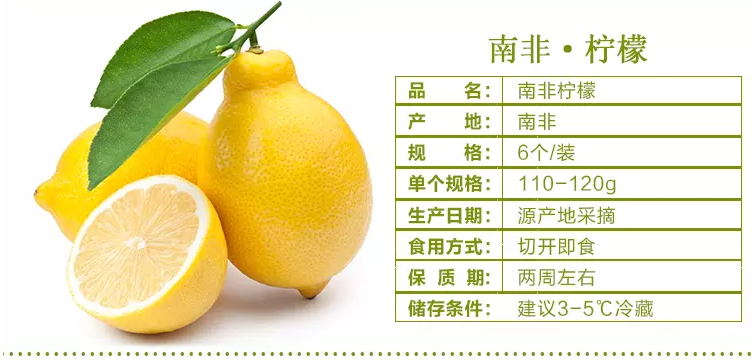 南非·柠檬
品 名： 南非柠檬
产 地： 南非
规 格： 6个/装
单个规格： 110-120g
生产日期： 源产地采摘
食用方式： 切开即食
保 质 期： 两周左右
储存条件： 建议3-5℃冷藏